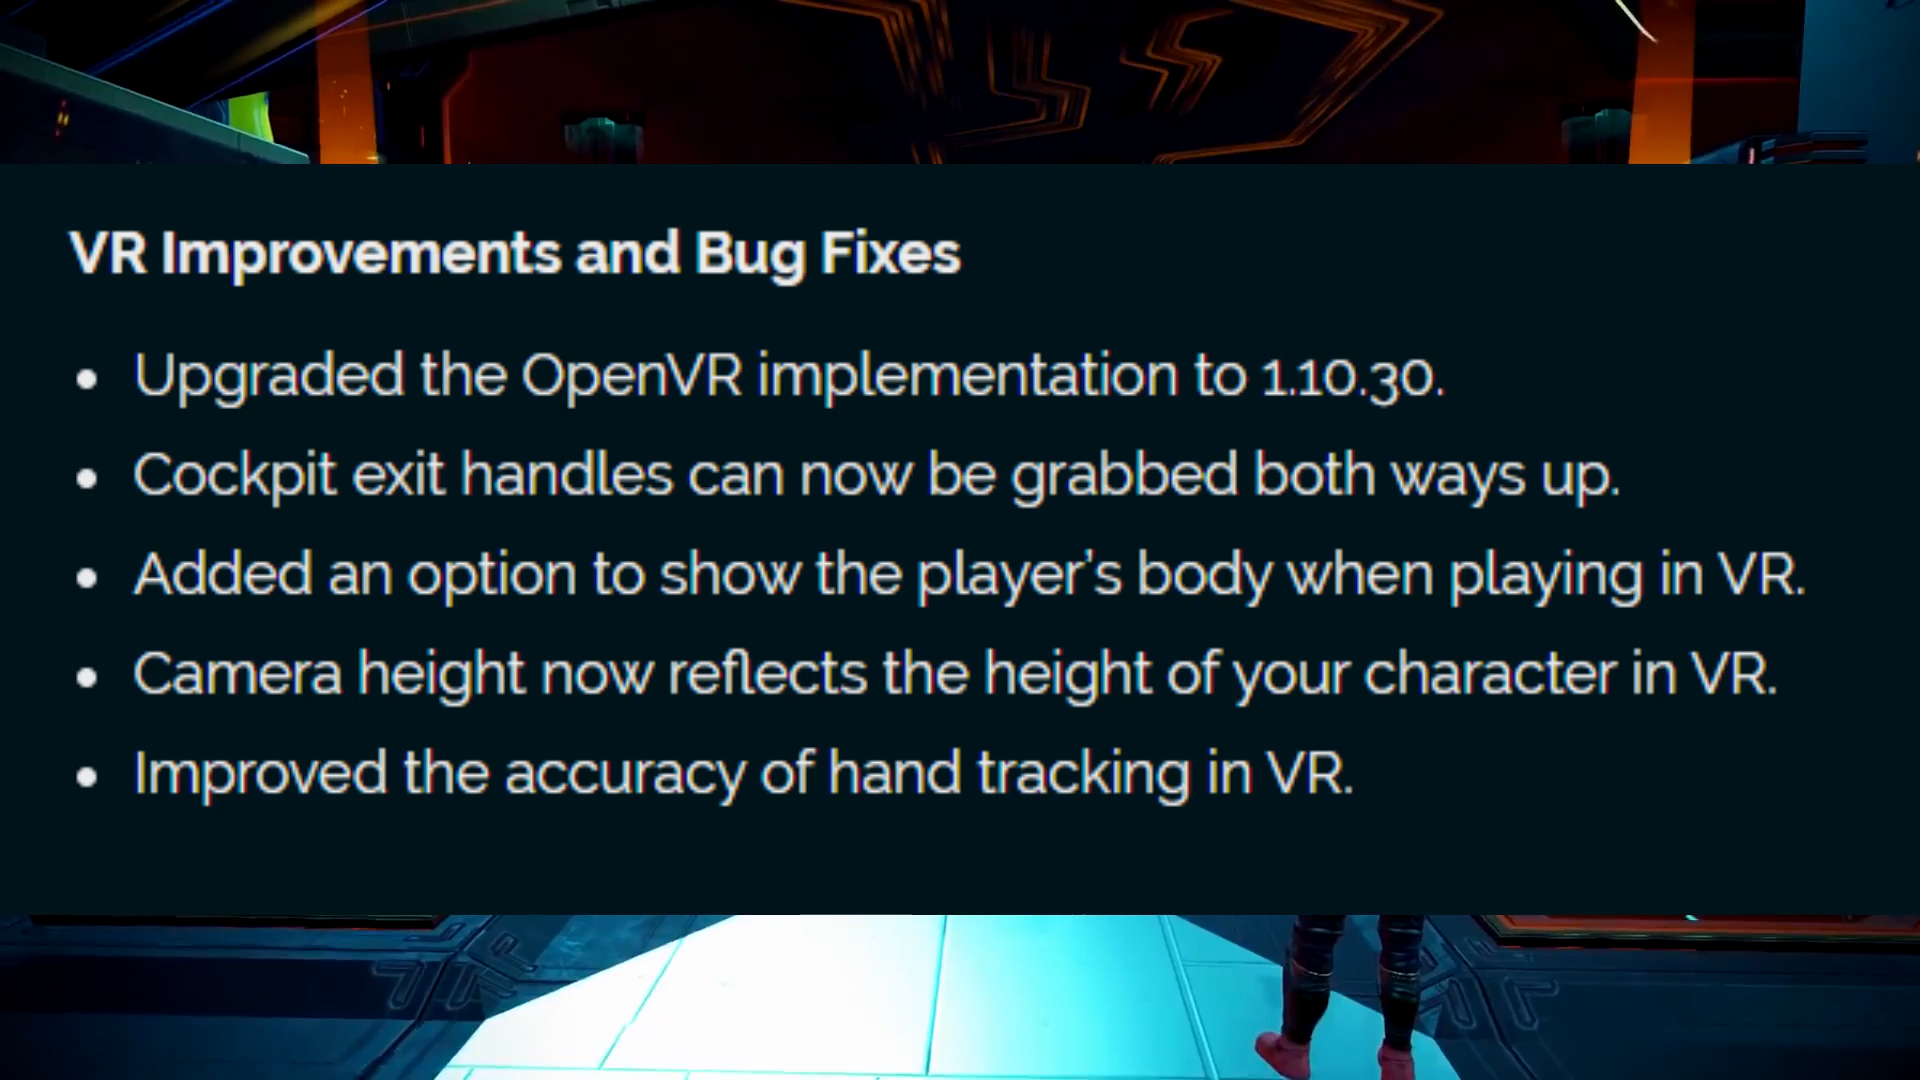 VR Improvements and Bug Fixes
• Upgraded the OpenVR implementation to 1.10.30.
• Cockpit exit handles can now be grabbed both ways up.
• Added an option to show the player’s body when playing in VR.
• Camera height now reflects the height of your character in VR.
• Improved the accuracy of hand tracking in VR.